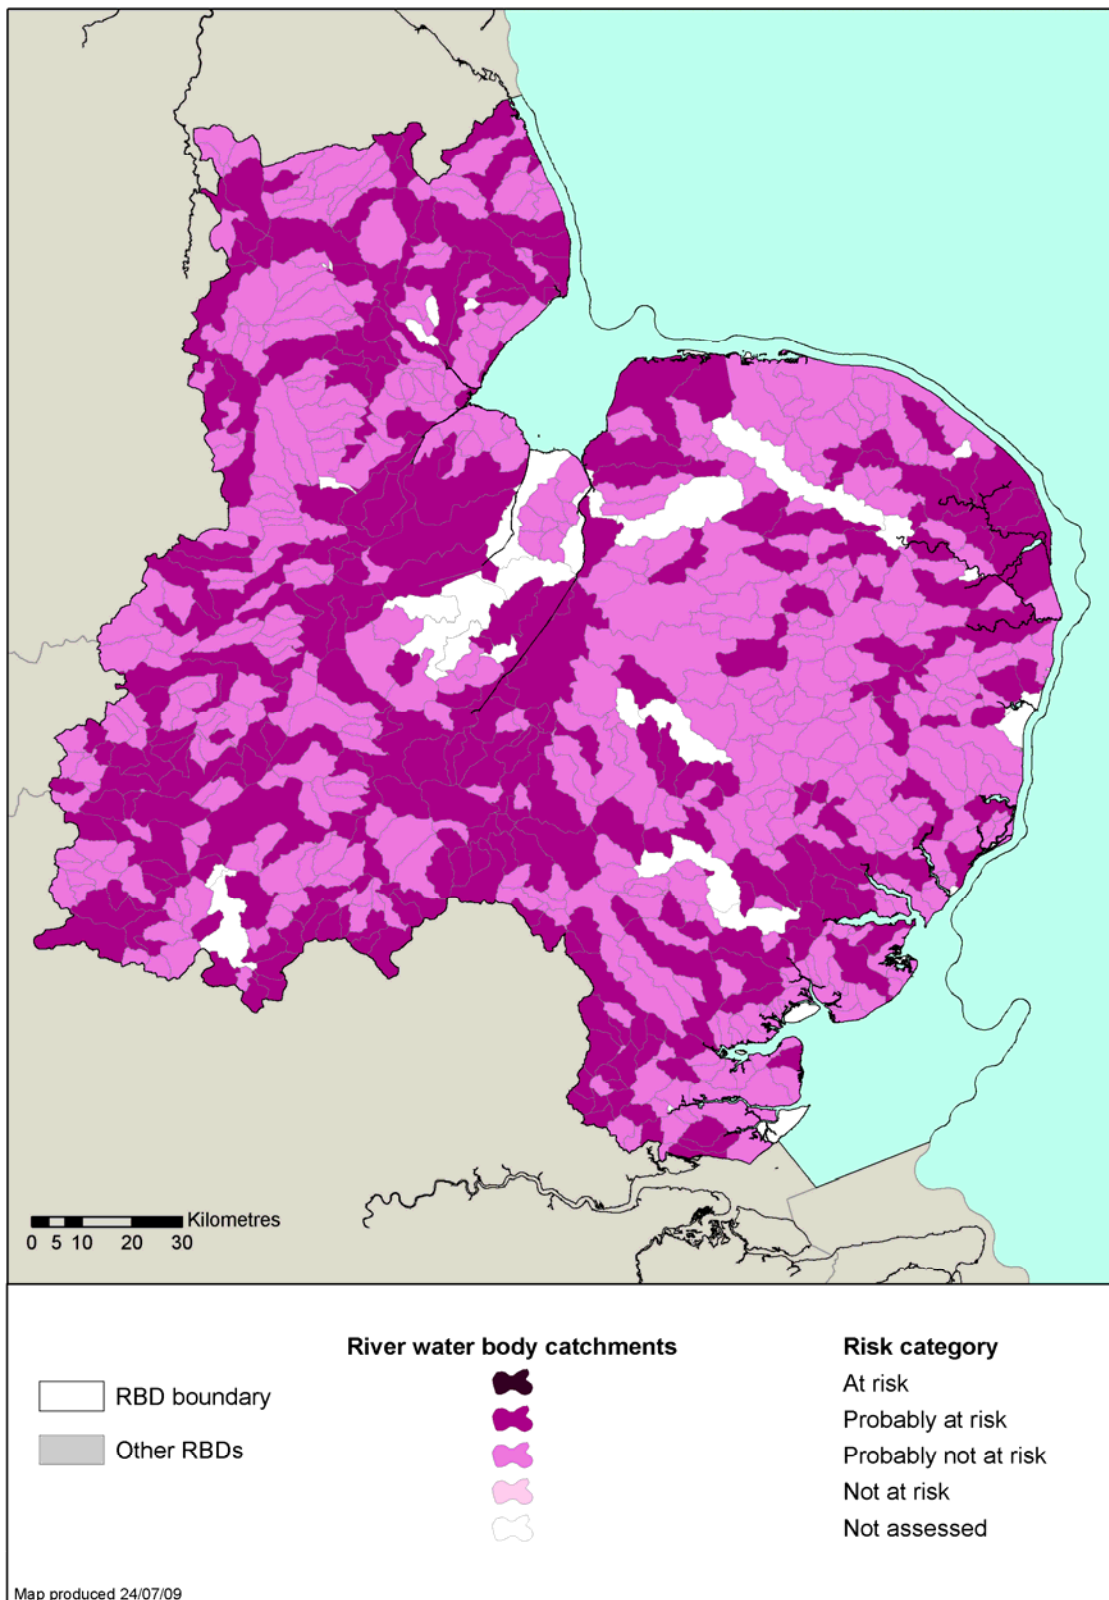 Kilometres
0 5 10 20 30
River water body catchments
Risk category
At risk
RBD boundary
Probably at risk
Other RBDs
Probably not at risk
Not at risk
Not assessed
Map produced 24/07/09